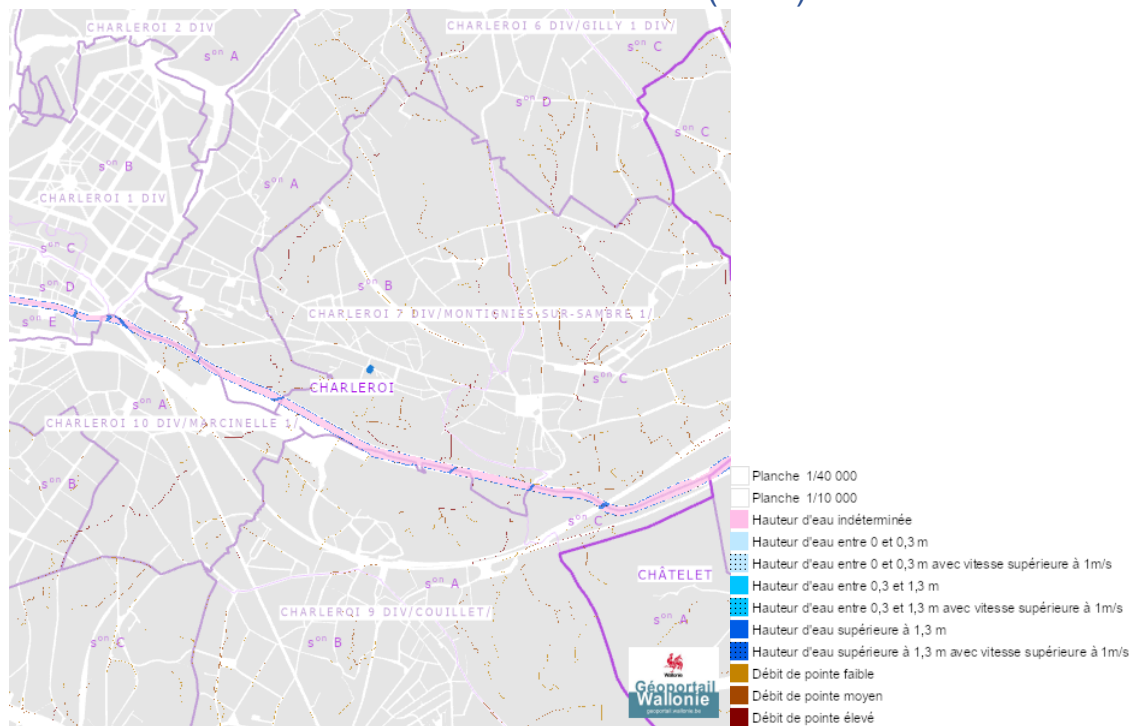 CHARLEROI 2 DIV
CHARLEROI 6 DIV/GILLY 1 DIV/
sᵒⁿ A
sᵒⁿ C
sᵒⁿ D
sᵒⁿ C
sᵒⁿ B
sᵒⁿ A
CHARLEROI 1 DIV
sᵒⁿ C
sᵒⁿ D
sᵒⁿ B
sᵒⁿ E
CHARLEROI 7 DIV/MONTIGNIES-SUR-SAMBRE 1/
sᵒⁿ C
CHARLEROI
sᵒⁿ A
CHARLEROI 10 DIV/MARCINELLE 1/
sᵒⁿ B
sᵒⁿ C
CHÂTELET
sᵒⁿ A
CHARLEROI 9 DIV/COUILLET/
sᵒⁿ A
sᵒⁿ C
sᵒⁿ B
Wallonie
Géoportail
Wallonie
geoportail.wallonie.be
Planche 1/40 000
Planche 1/10 000
Hauteur d'eau indéterminée
Hauteur d'eau entre 0 et 0,3 m
Hauteur d'eau entre 0 et 0,3 m avec vitesse supérieure à 1m/s
Hauteur d'eau entre 0,3 et 1,3 m
Hauteur d'eau entre 0,3 et 1,3 m avec vitesse supérieure à 1m/s
Hauteur d'eau supérieure à 1,3 m
Hauteur d'eau supérieure à 1,3 m avec vitesse supérieure à 1m/s
Débit de pointe faible
Débit de pointe moyen
Débit de pointe élevé